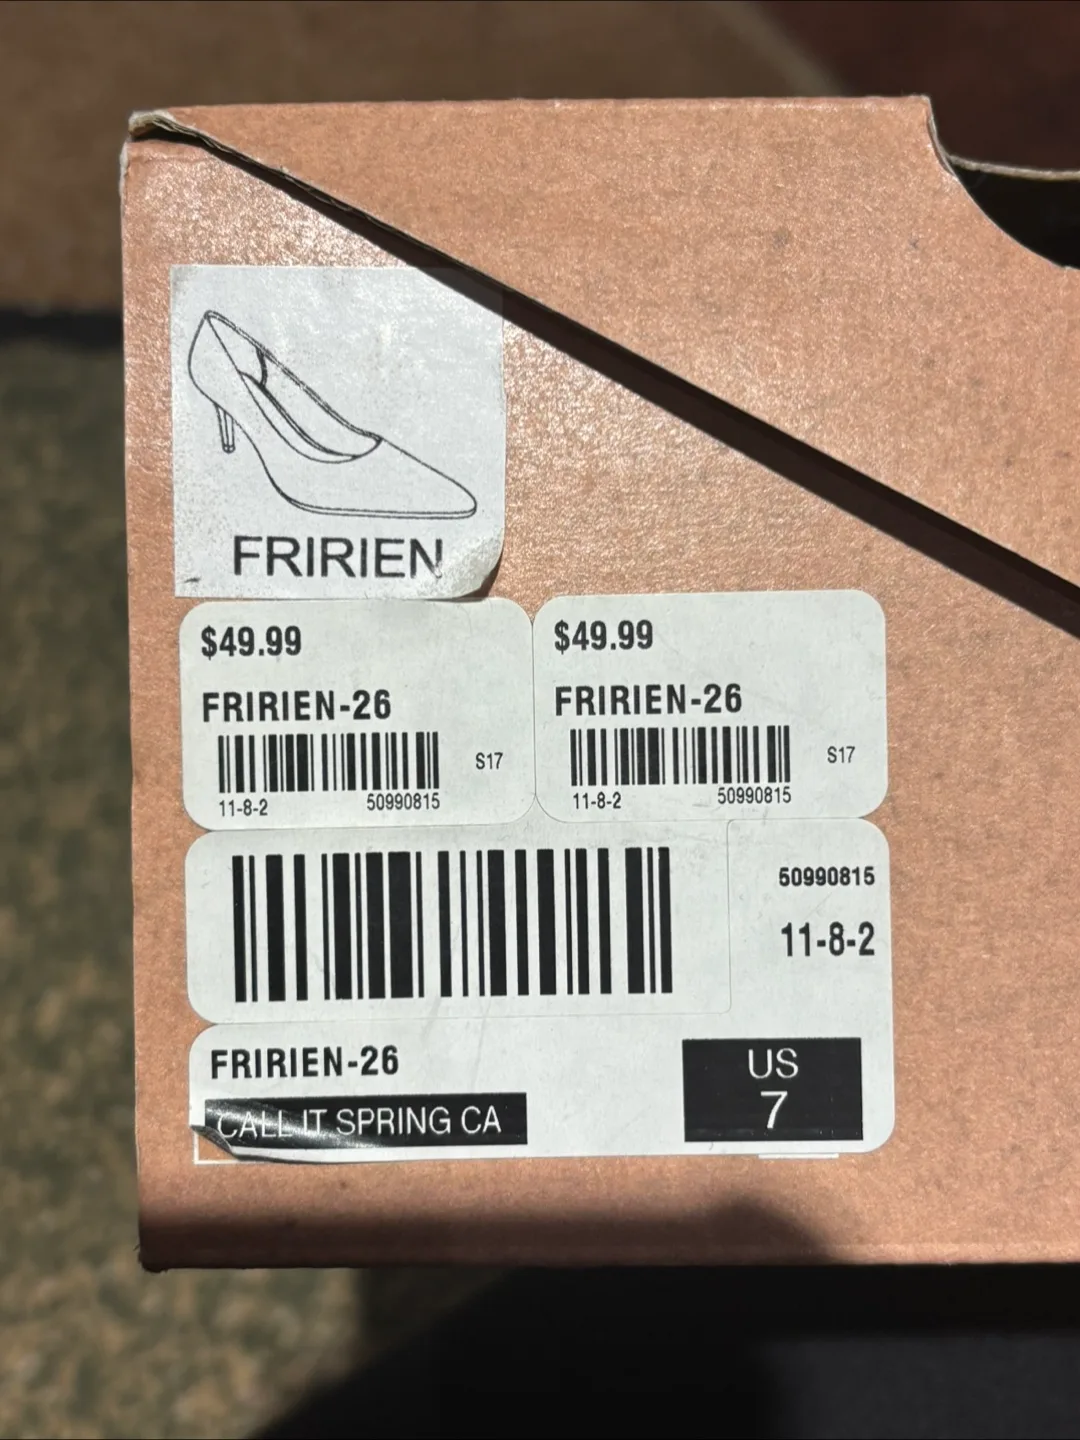 FRIRIEN
$49.99
FRIRIEN-26
S17
11-8-2 50990815
$49.99
FRIRIEN-26
S17
11-8-2 50990815
50990815
11-8-2
FRIRIEN-26
CALL IT SPRING CA
US
7